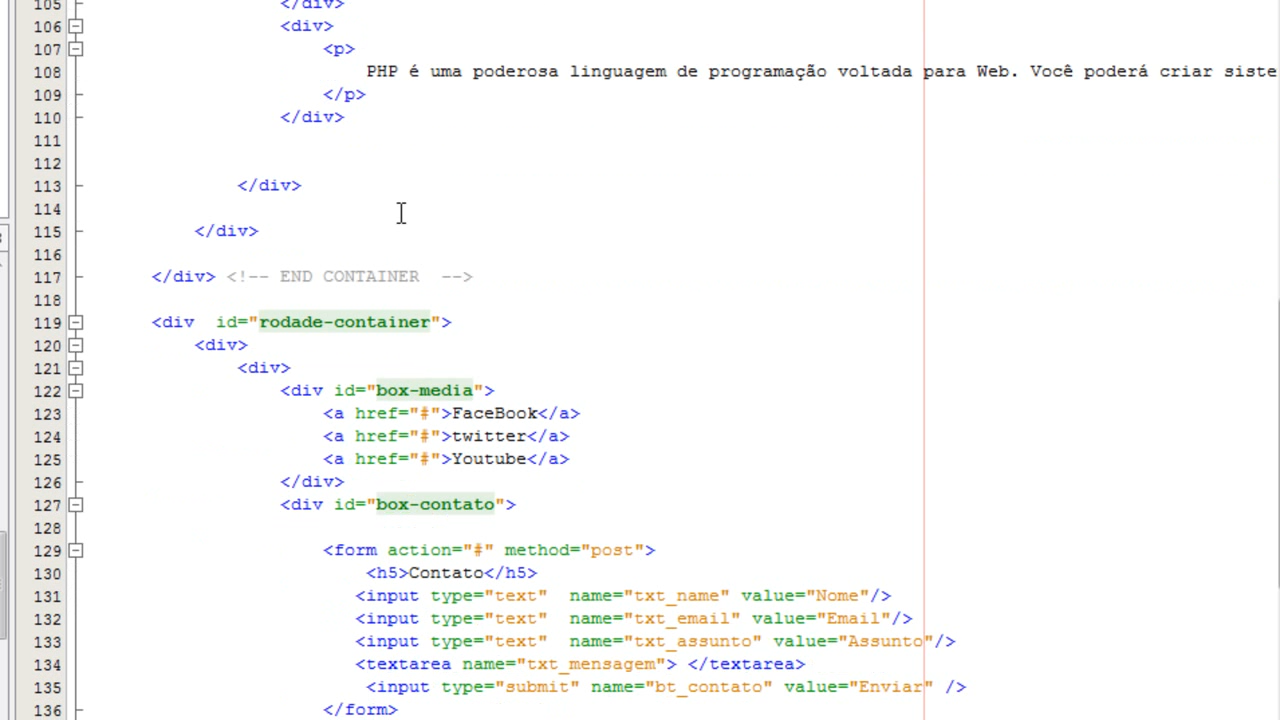 105 </div>
106 <div>
107 <p>
108 PHP é uma poderosa linguagem de programação voltada para Web. Você poderá criar siste
109 </p>
110 </div>
111
112
113 </div>
114
115 </div>
116
117 </div> <!-- END CONTAINER  -->
118
119 <div  id="rodade-container">
120 <div>
121 <div>
122 <div id="box-media">
123 <a href="#">FaceBook</a>
124 <a href="#">twitter</a>
125 <a href="#">Youtube</a>
126 </div>
127 <div id="box-contato">
128
129 <form action="#" method="post">
130 <h5>Contato</h5>
131 <input type="text"  name="txt_name" value="Nome"/>
132 <input type="text"  name="txt_email" value="Email"/>
133 <input type="text"  name="txt_assunto" value="Assunto"/>
134 <textarea name="txt_mensagem"> </textarea>
135 <input type="submit" name="bt_contato" value="Enviar" />
136 </form>